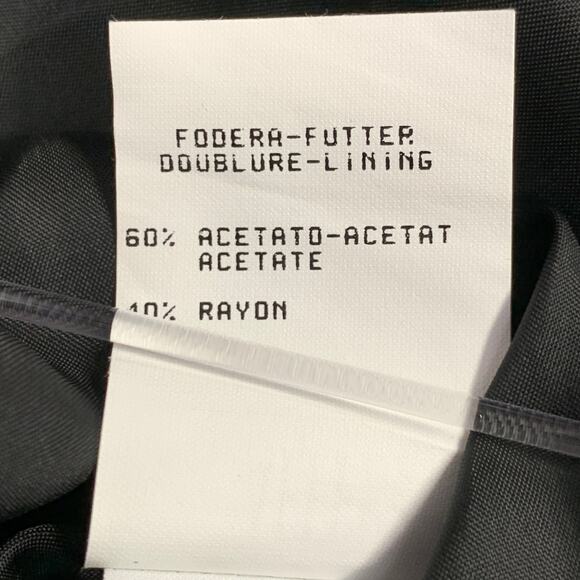 FODERA-FUTTER
DOUBLURE-LINING
60% ACETATO-ACETAT
ACETATE
40% RAYON